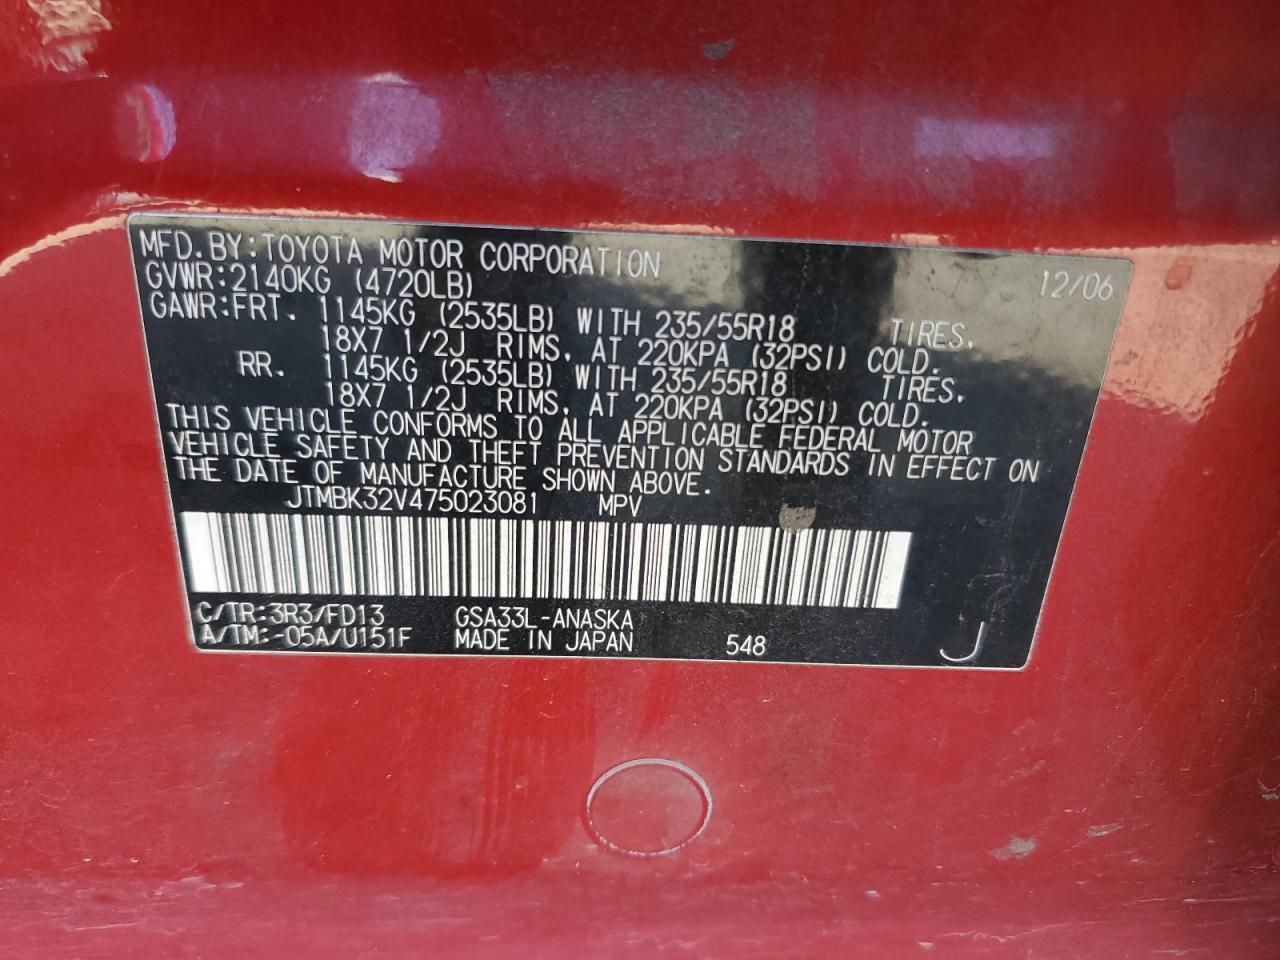 MFD.BY:TOYOTA MOTOR CORPORATION 12/06
GVWR:2140KG (4720LB)
GAWR:FRT. 1145KG (2535LB) WITH 235/55R18 TIRES,
18X7 1/2J RIMS, AT 220KPA (32PSI) COLD.
RR. 1145KG (2535LB) WITH 235/55R18 TIRES,
18X7 1/2J RIMS, AT 220KPA (32PSI) COLD.
THIS VEHICLE CONFORMS TO ALL APPLICABLE FEDERAL MOTOR
VEHICLE SAFETY AND THEFT PREVENTION STANDARDS IN EFFECT ON
THE DATE OF MANUFACTURE SHOWN ABOVE.
JTMBK32V475023081 MPV
C/TR:3R3/FD13 GSA33L-ANASKA
A/TM:-05A/U151F MADE IN JAPAN 548 J